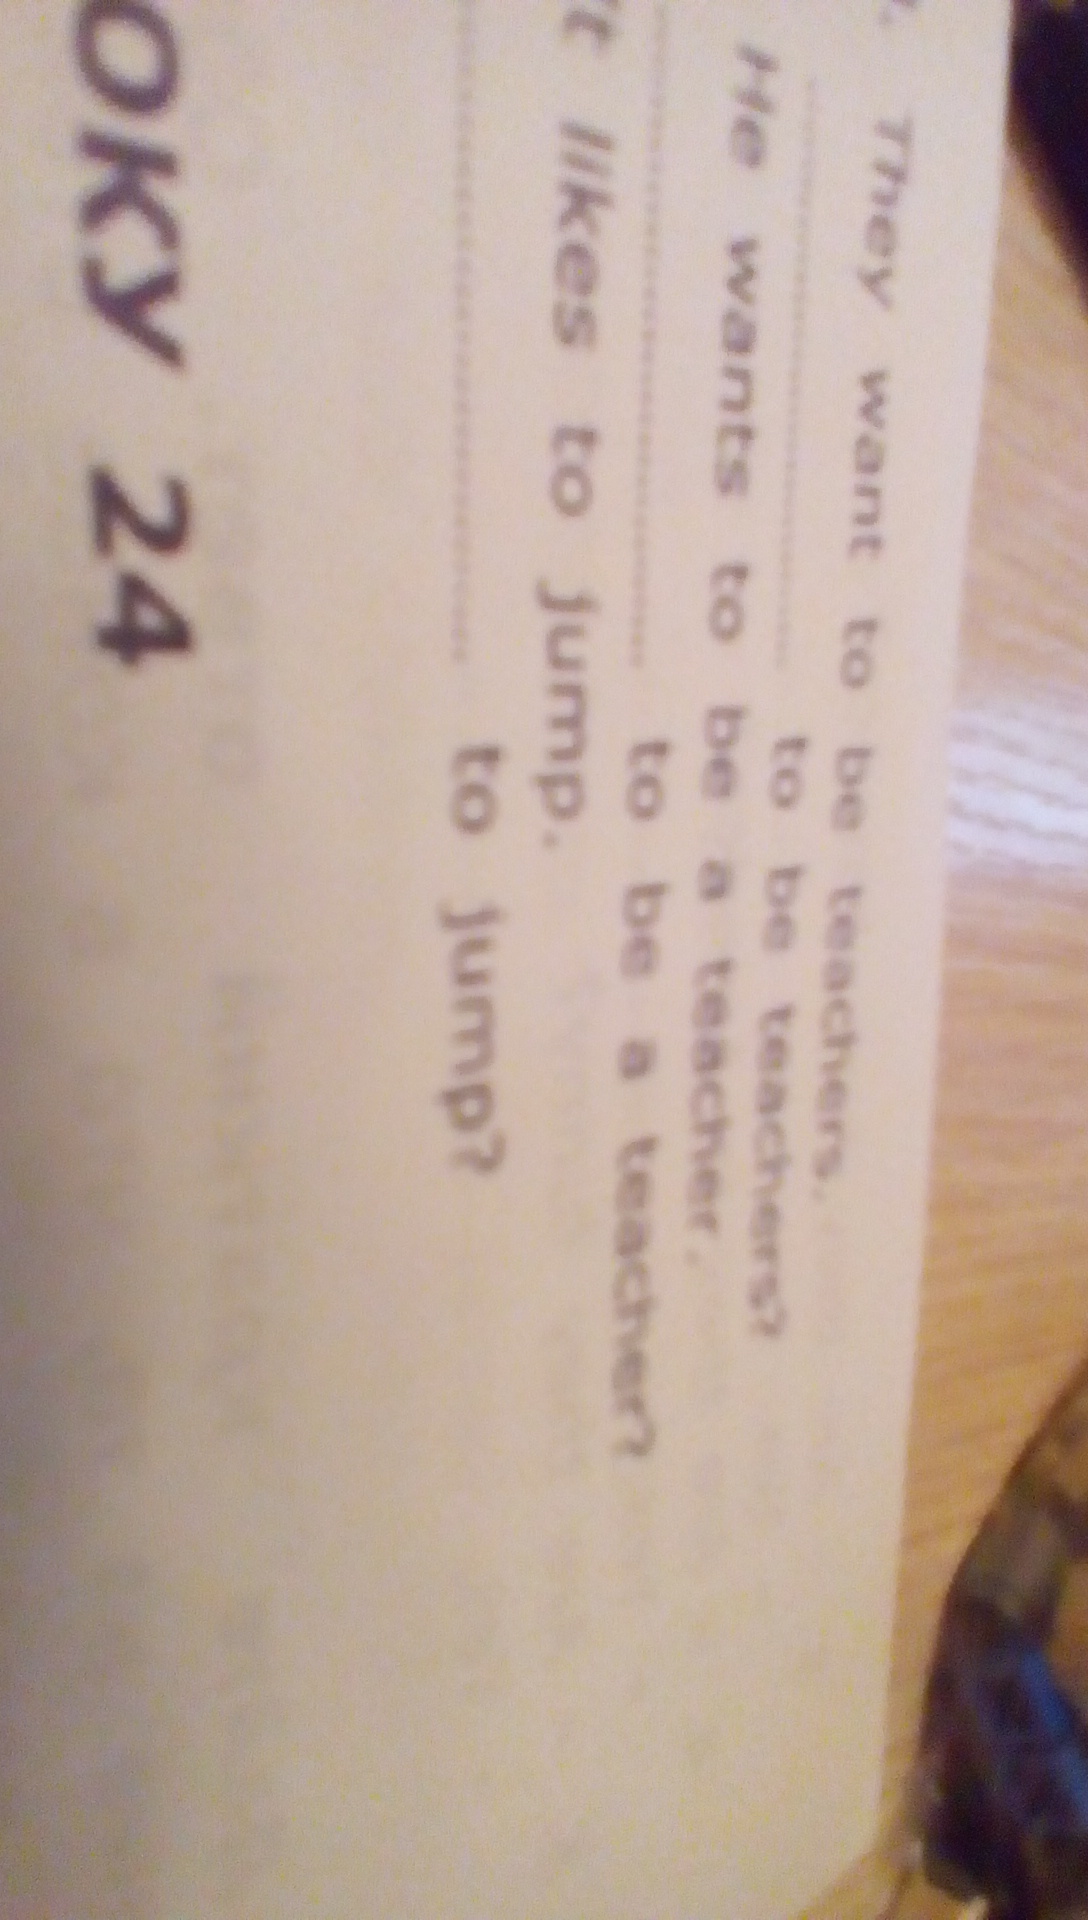 They want to be teachers.
.............................. to be teachers?
He wants to be a teacher.
.............................. to be a teacher?
It likes to jump.
.............................. to jump?
OKY 24